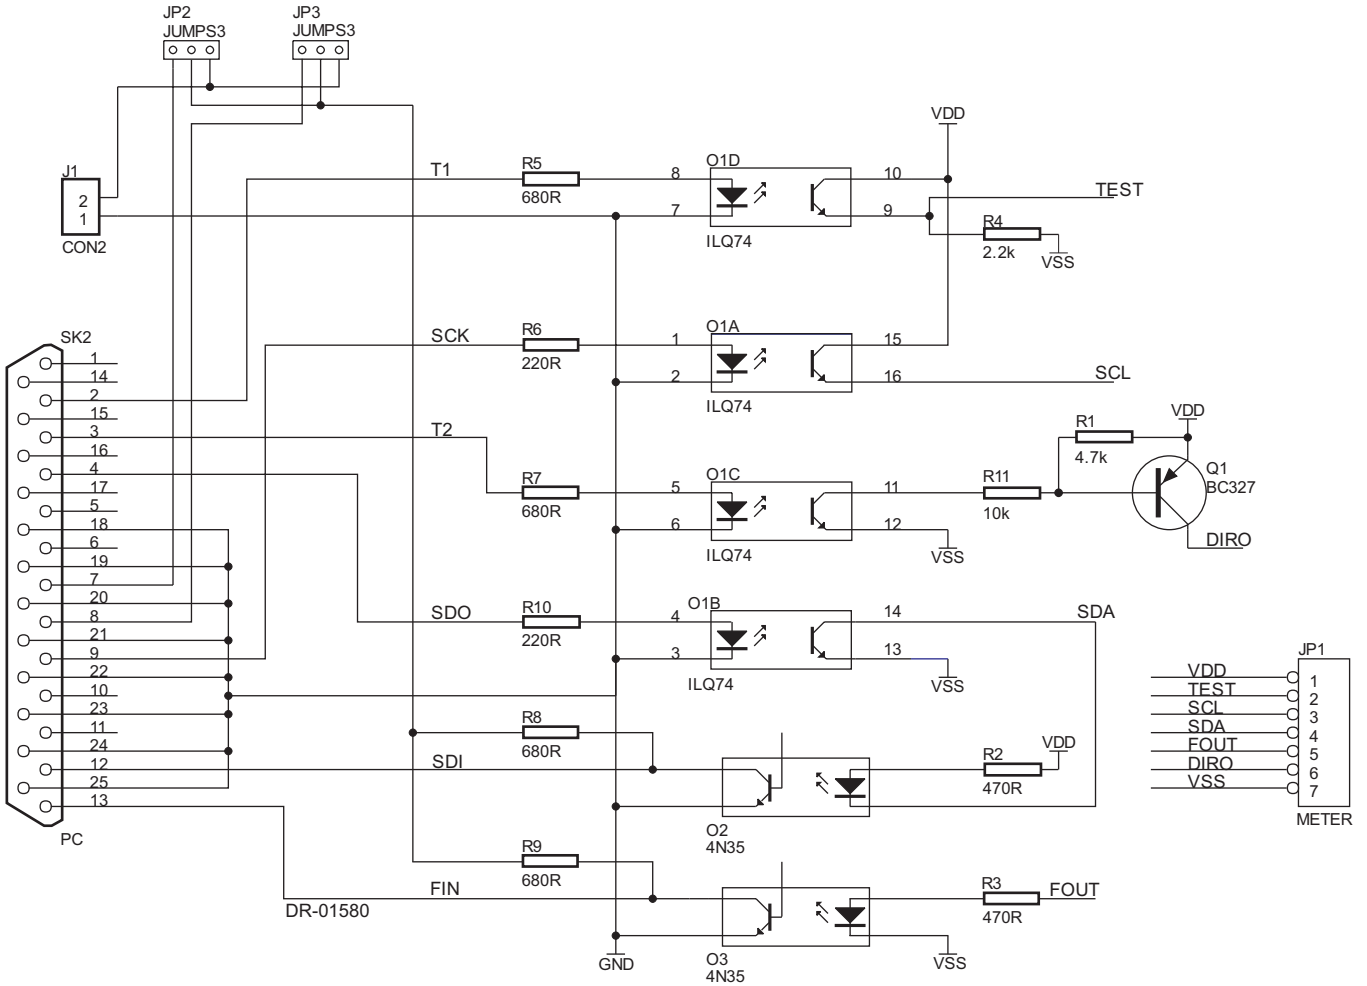 JP2
JUMPS3
JP3
JUMPS3
J1
2
1
CON2
T1
R5
680R
8
7
O1D
ILQ74
10
9
VDD
TEST
R4
2.2k
VSS
SCK
R6
220R
1
2
O1A
ILQ74
15
16
SCL
T2
R7
680R
5
6
O1C
ILQ74
11
12
VSS
R11
10k
R1
4.7k
VDD
Q1
BC327
DIRO
SDO
R10
220R
4
3
O1B
ILQ74
14
13
VSS
SDA
SK2
1
14
2
15
3
16
4
17
5
18
6
19
7
20
8
21
9
22
10
23
11
24
12
25
13
PC
R8
680R
SDI
O2
4N35
R2
470R
VDD
R9
680R
FIN
DR-01580
GND
O3
4N35
R3
470R
FOUT
VSS
JP1
VDD 1
TEST 2
SCL 3
SDA 4
FOUT 5
DIRO 6
VSS 7
METER